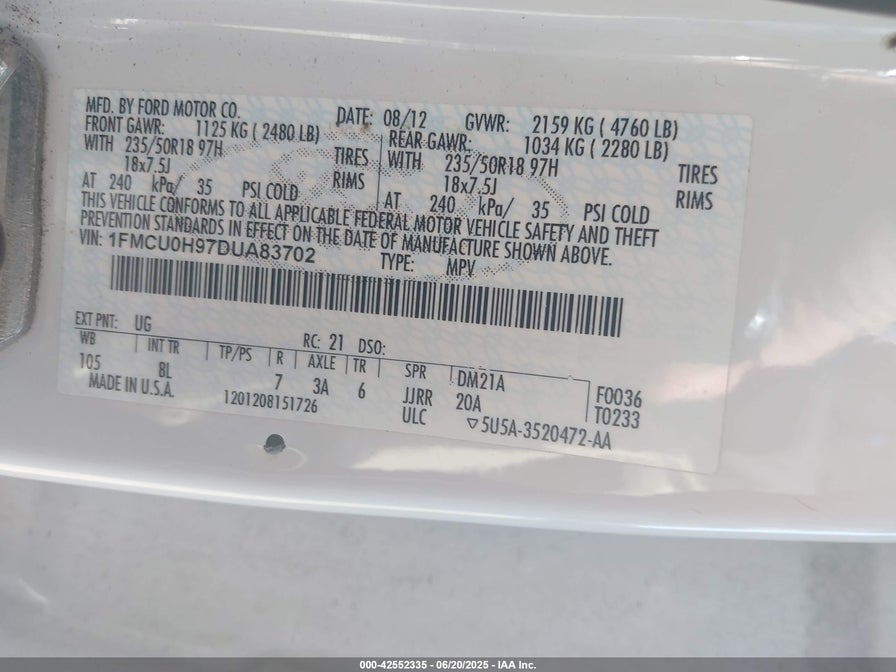 MFD. BY FORD MOTOR CO. DATE: 08/12 GVWR: 2159 KG ( 4760 LB)
FRONT GAWR: 1125 KG ( 2480 LB) REAR GAWR: 1034 KG ( 2280 LB)
WITH 235/50R18 97H TIRES WITH 235/50R18 97H TIRES
18x7.5J RIMS 18x7.5J RIMS
AT 240 kPa/ 35 PSI COLD AT 240 kPa/ 35 PSI COLD
THIS VEHICLE CONFORMS TO ALL APPLICABLE FEDERAL MOTOR VEHICLE SAFETY AND THEFT
PREVENTION STANDARDS IN EFFECT ON THE DATE OF MANUFACTURE SHOWN ABOVE.
VIN: 1FMCU0H97DUA83702 TYPE: MPV
EXT PNT: UG RC: 21 DSO:
WB INT TR TP/PS R AXLE TR SPR DM21A F0036
105 8L 7 3A 6 JJRR 20A T0233
MADE IN U.S.A. 1201208151726 ULC ▽5U5A-3520472-AA
000-42552335 - 06/20/2025 - IAA Inc.